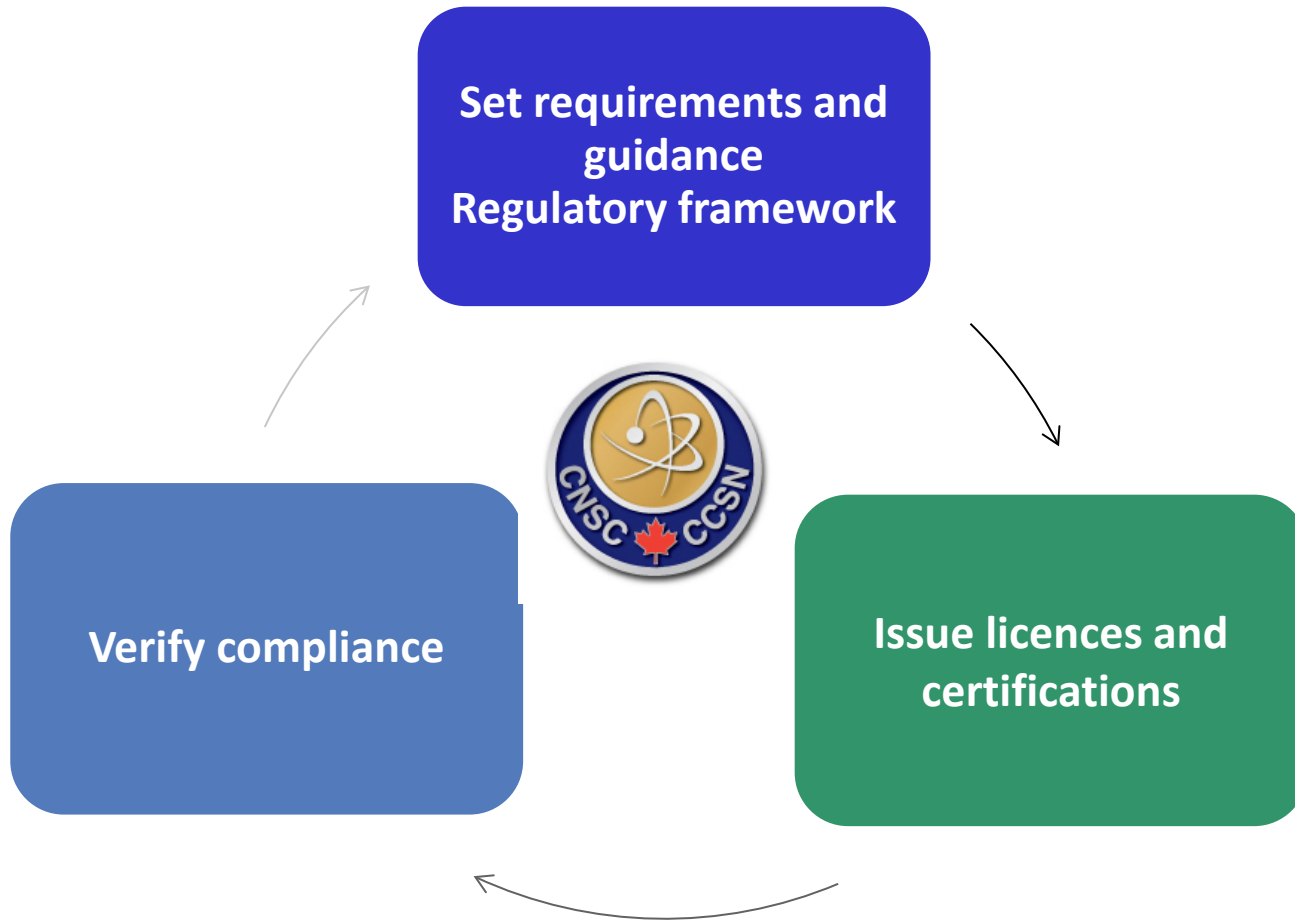 Set requirements and
guidance
Regulatory framework
CNSC CCSN
Verify compliance
Issue licences and
certifications